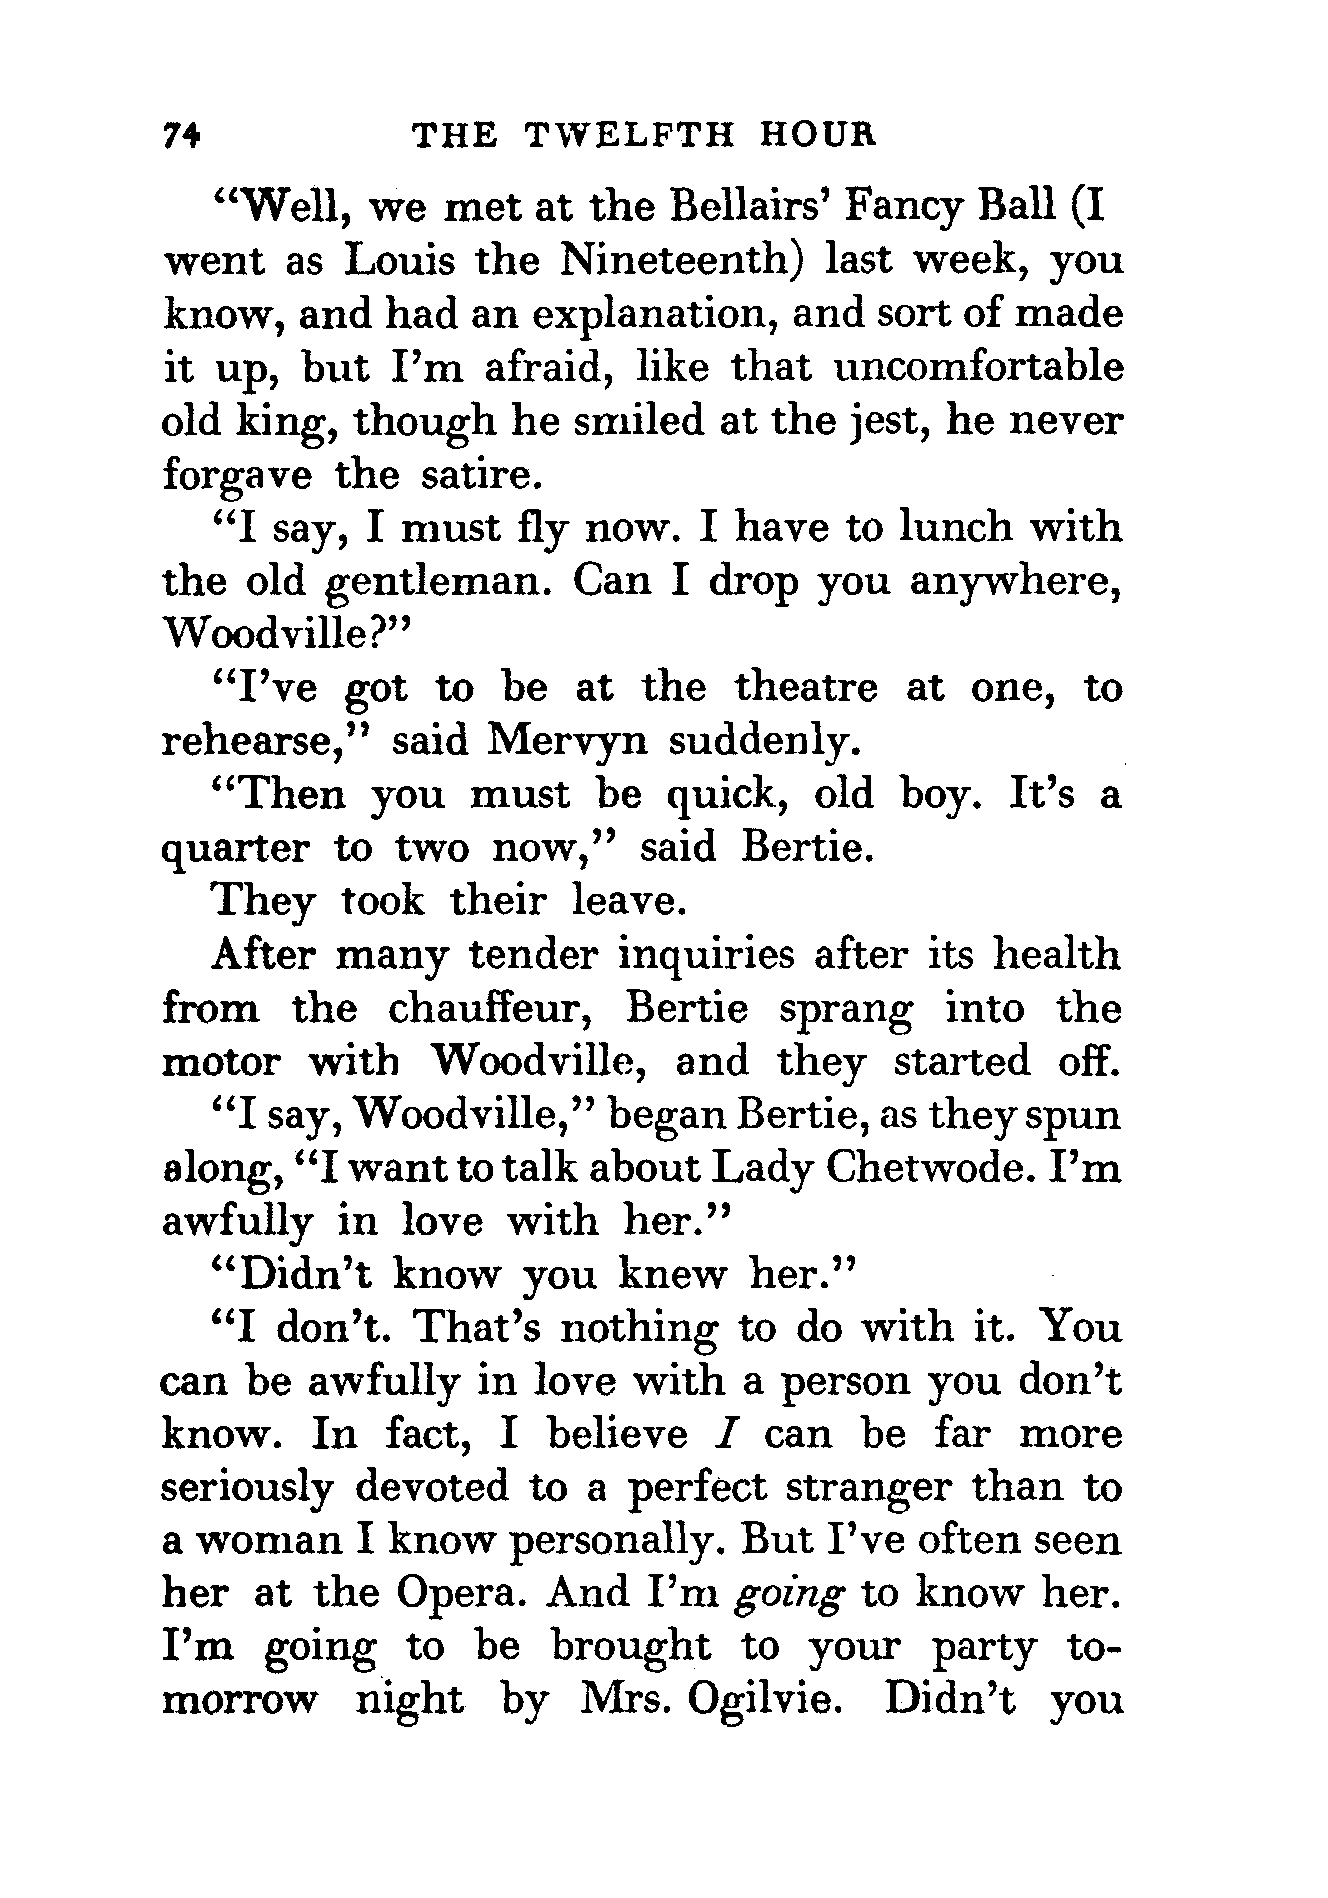 74 THE TWELFTH HOUR
“Well, we met at the Bellairs’ Fancy Ball (I
went as Louis the Nineteenth) last week, you
know, and had an explanation, and sort of made
it up, but I’m afraid, like that uncomfortable
old king, though he smiled at the jest, he never
forgave the satire.
“I say, I must fly now. I have to lunch with
the old gentleman. Can I drop you anywhere,
Woodville?”
“I’ve got to be at the theatre at one, to
rehearse,” said Mervyn suddenly.
“Then you must be quick, old boy. It’s a
quarter to two now,” said Bertie.
They took their leave.
After many tender inquiries after its health
from the chauffeur, Bertie sprang into the
motor with Woodville, and they started off.
“I say, Woodville,” began Bertie, as they spun
along, “I want to talk about Lady Chetwode. I’m
awfully in love with her.”
“Didn’t know you knew her.”
“I don’t. That’s nothing to do with it. You
can be awfully in love with a person you don’t
know. In fact, I believe I can be far more
seriously devoted to a perfect stranger than to
a woman I know personally. But I’ve often seen
her at the Opera. And I’m going to know her.
I’m going to be brought to your party to-
morrow night by Mrs. Ogilvie. Didn’t you